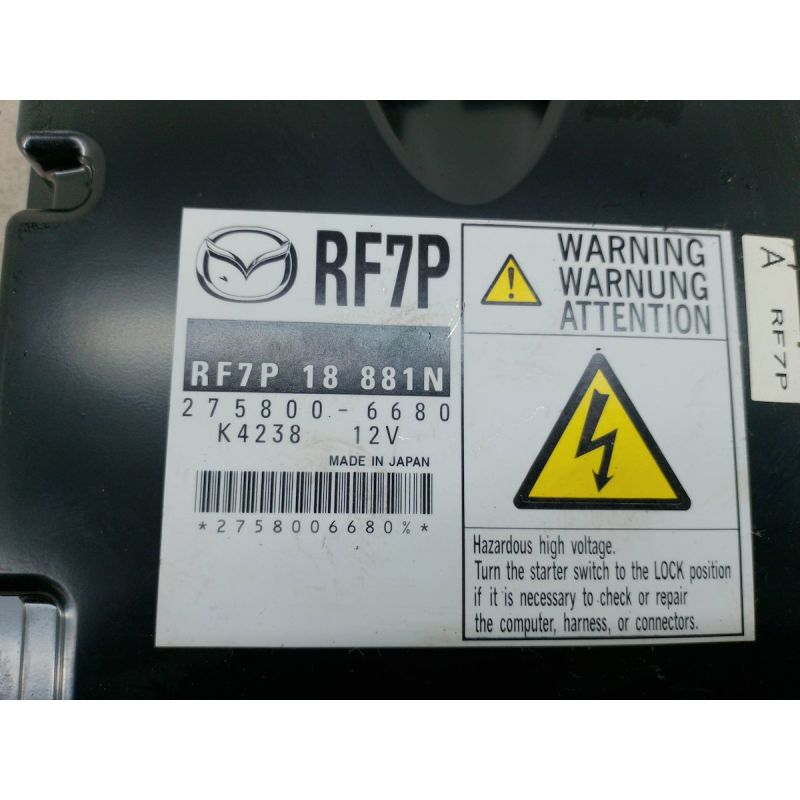 RF7P
RF7P 18 881N
275800-6680
K4238 12V
MADE IN JAPAN
*2758006680%*
WARNING
WARNUNG
ATTENTION
Hazardous high voltage.
Turn the starter switch to the LOCK position
if it is necessary to check or repair
the computer, harness, or connectors.
A RF7P